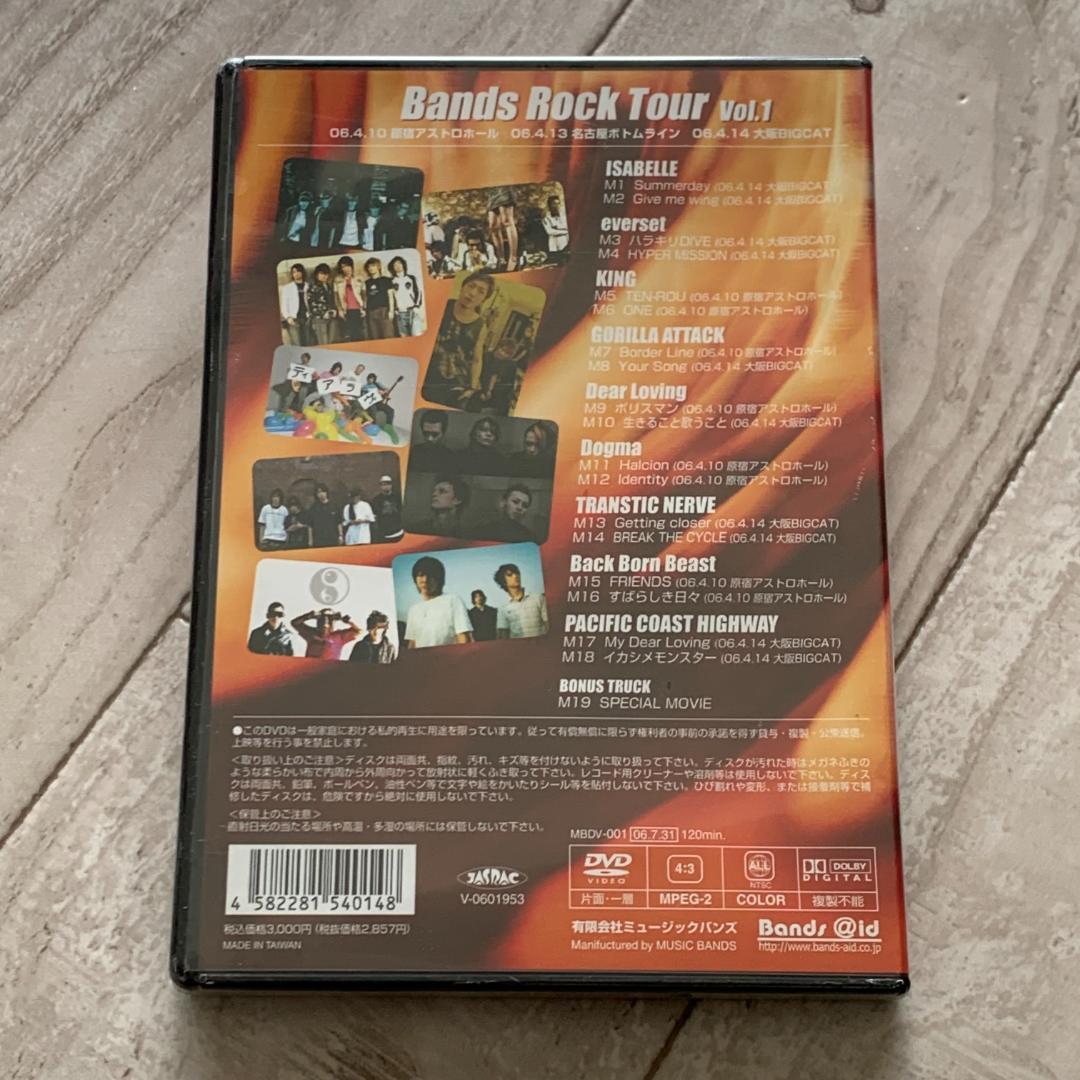 Bands Rock Tour Vol.1
06.4.10 原宿アストロホール 06.4.13 名古屋ボトムライン 06.4.14 大阪BIGCAT
ISABELLE
M1 Summerday (06.4.14 大阪BIGCAT)
M2 Give me wing (06.4.14 大阪BIGCAT)
everset
M3 ハラキリDIVE (06.4.14 大阪BIGCAT)
M4 HYPER MISSION (06.4.14 大阪BIGCAT)
KING
M5 TEN-ROU (06.4.10 原宿アストロホール)
M6 ONE (06.4.10 原宿アストロホール)
GORILLA ATTACK
M7 Border Line (06.4.10 原宿アストロホール)
M8 Your Song (06.4.14 大阪BIGCAT)
Dear Loving
M9 ポリスマン (06.4.10 原宿アストロホール)
M10 生きること歌うこと (06.4.14 大阪BIGCAT)
Dogma
M11 Halcion (06.4.10 原宿アストロホール)
M12 Identity (06.4.10 原宿アストロホール)
TRANSTIC NERVE
M13 Getting closer (06.4.14 大阪BIGCAT)
M14 BREAK THE CYCLE (06.4.14 大阪BIGCAT)
Back Born Beast
M15 FRIENDS (06.4.10 原宿アストロホール)
M16 すばらしき日々 (06.4.10 原宿アストロホール)
PACIFIC COAST HIGHWAY
M17 My Dear Loving (06.4.14 大阪BIGCAT)
M18 イカシメモンスター (06.4.14 大阪BIGCAT)
BONUS TRUCK
M19 SPECIAL MOVIE
ディアラヴ
●このDVDは一般家庭における私的再生に用途を限っています。従って有償無償に限らず権利者の事前の承諾を得す貸与・複製・公衆送信、
上映等を行う事を禁止します。
<取り扱い上のご注意>ディスクは両面共、指紋、汚れ、キズ等を付けないように取り扱って下さい。ディスクが汚れた時はメガネふきの
ような柔らかい布で内周から外周向かって放射状に軽くふき取って下さい。レコード用クリーナーや溶剤等は使用しないで下さい。ディス
クは両面共、鉛筆、ボールペン、油性ペン等で文字や絵をかいたりシール等を貼付しないで下さい。ひび割れや変形、または接着剤等で補
修したディスクは、危険ですから絶対に使用しないで下さい。
<保管上のご注意>
直射日光の当たる場所や高温・多湿の場所には保管しないで下さい。
MBDV-001 06.7.31 120min.
DVD VIDEO 4:3 ALL NTSC DOLBY DIGITAL
片面・一層 MPEG-2 COLOR 複製不能
4 582281 540148
JASRAC
V-0601953
税込価格3,000円 (税抜価格2,857円)
MADE IN TAIWAN
有限会社ミュージックバンズ
Manifuctured by MUSIC BANDS
Bands @id
http://www.bands-aid.co.jp